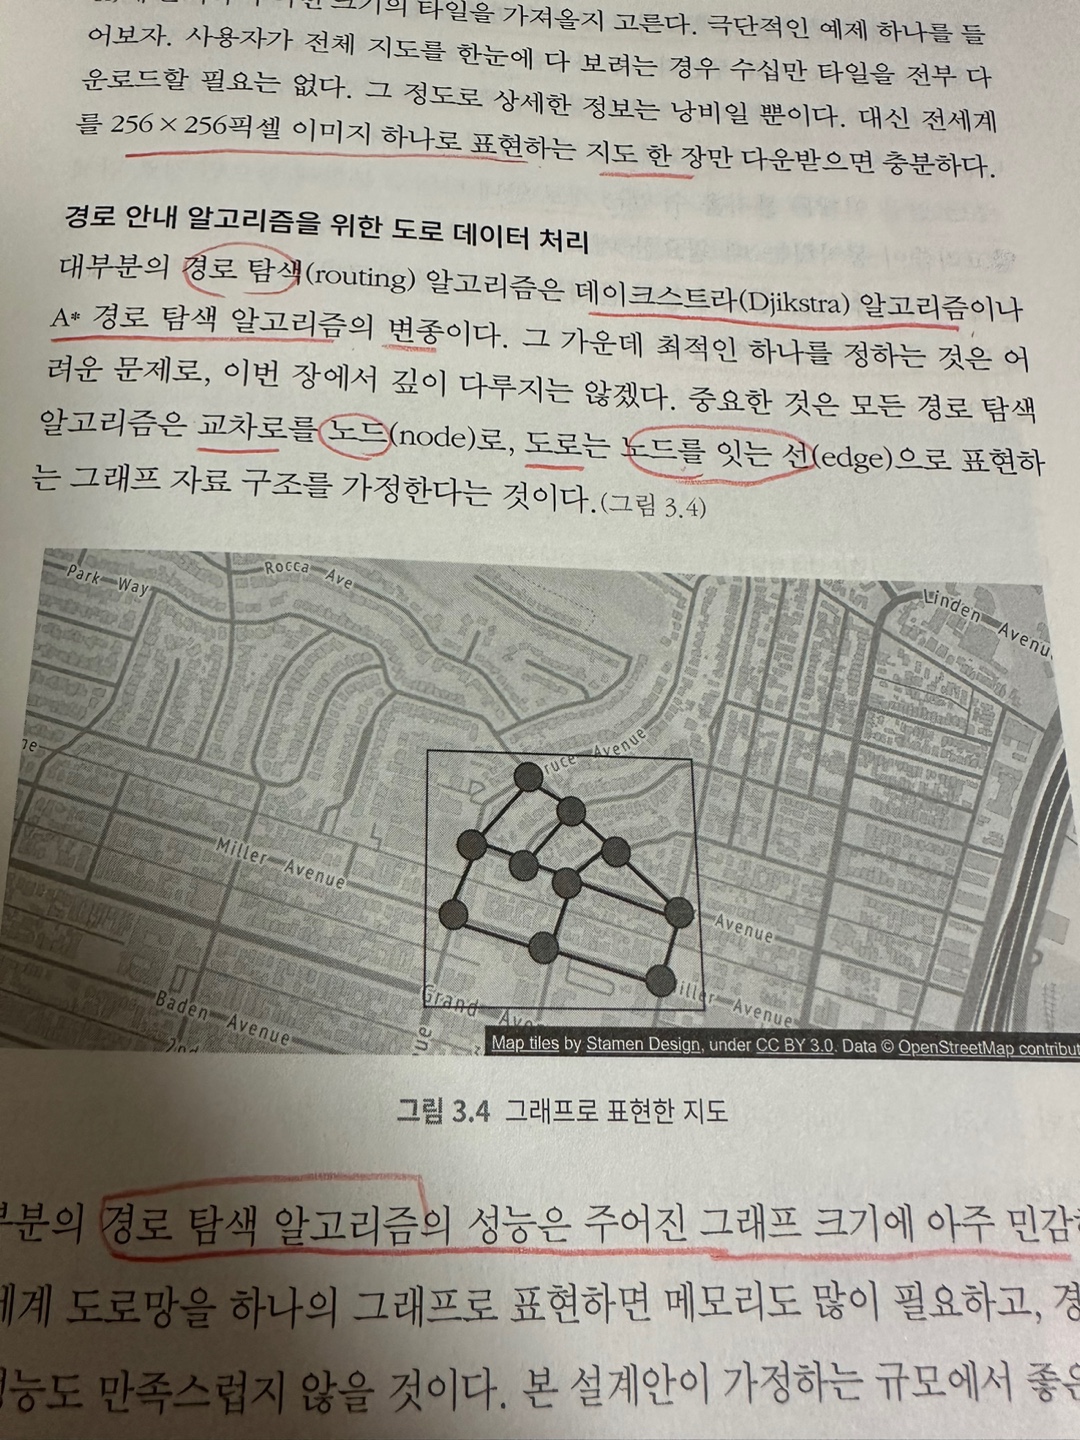 크기의 타일을 가져올지 고른다. 극단적인 예제 하나를 들
어보자. 사용자가 전체 지도를 한눈에 다 보려는 경우 수십만 타일을 전부 다
운로드할 필요는 없다. 그 정도로 상세한 정보는 낭비일 뿐이다. 대신 전세계
를 256×256픽셀 이미지 하나로 표현하는 지도 한 장만 다운받으면 충분하다.
경로 안내 알고리즘을 위한 도로 데이터 처리
대부분의 경로 탐색(routing) 알고리즘은 데이크스트라(Djikstra) 알고리즘이나
A* 경로 탐색 알고리즘의 변종이다. 그 가운데 최적인 하나를 정하는 것은 어
려운 문제로, 이번 장에서 깊이 다루지는 않겠다. 중요한 것은 모든 경로 탐색
알고리즘은 교차로를 노드(node)로, 도로는 노드를 잇는 선(edge)으로 표현하
는 그래프 자료 구조를 가정한다는 것이다.(그림 3.4)
Park Way
Rocca Ave
Linden Avenu
ruce Avenue
Miller Avenue
Avenue
iller Avenue
Grand Ave
Baden Avenue
2nd
ue
Map tiles by Stamen Design, under CC BY 3.0. Data © OpenStreetMap contribut
그림 3.4 그래프로 표현한 지도
부분의 경로 탐색 알고리즘의 성능은 주어진 그래프 크기에 아주 민감
세계 도로망을 하나의 그래프로 표현하면 메모리도 많이 필요하고, 경
성능도 만족스럽지 않을 것이다. 본 설계안이 가정하는 규모에서 좋은